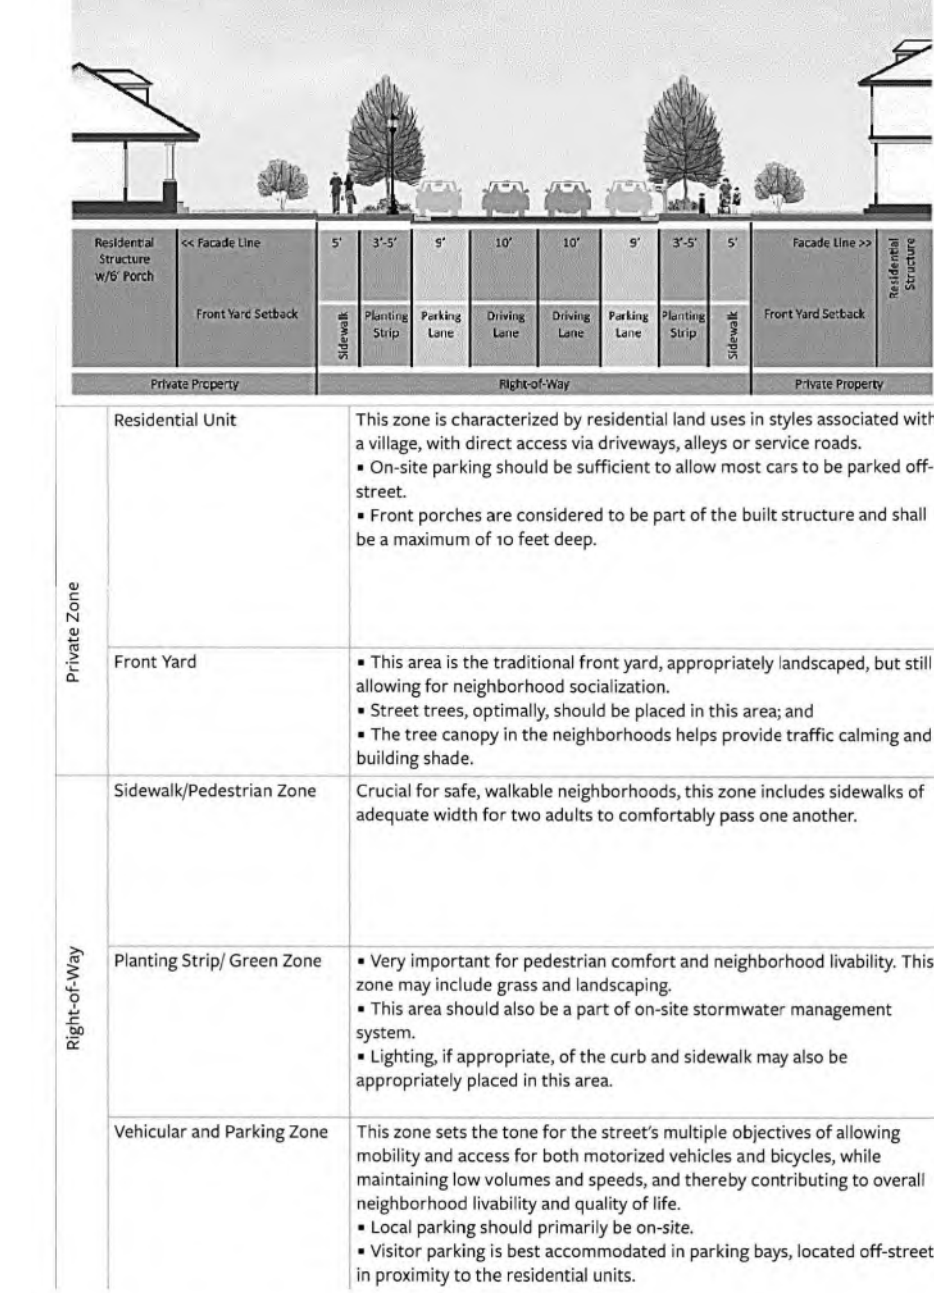 Residential
Structure
w/6' Porch
<< Facade Line
Front Yard Setback
5'
Sidewalk
3'-5'
Planting
Strip
9'
Parking
Lane
10'
Driving
Lane
10'
Driving
Lane
9'
Parking
Lane
3'-5'
Planting
Strip
5'
Sidewalk
Facade Line >>
Front Yard Setback
Residential
Structure
Private Property
Right-of-Way
Private Property
Private Zone
Residential Unit
This zone is characterized by residential land uses in styles associated with
a village, with direct access via driveways, alleys or service roads.
▪ On-site parking should be sufficient to allow most cars to be parked off-
street.
▪ Front porches are considered to be part of the built structure and shall
be a maximum of 10 feet deep.
Front Yard
▪ This area is the traditional front yard, appropriately landscaped, but still
allowing for neighborhood socialization.
▪ Street trees, optimally, should be placed in this area; and
▪ The tree canopy in the neighborhoods helps provide traffic calming and
building shade.
Right-of-Way
Sidewalk/Pedestrian Zone
Crucial for safe, walkable neighborhoods, this zone includes sidewalks of
adequate width for two adults to comfortably pass one another.
Planting Strip/ Green Zone
▪ Very important for pedestrian comfort and neighborhood livability. This
zone may include grass and landscaping.
▪ This area should also be a part of on-site stormwater management
system.
▪ Lighting, if appropriate, of the curb and sidewalk may also be
appropriately placed in this area.
Vehicular and Parking Zone
This zone sets the tone for the street's multiple objectives of allowing
mobility and access for both motorized vehicles and bicycles, while
maintaining low volumes and speeds, and thereby contributing to overall
neighborhood livability and quality of life.
▪ Local parking should primarily be on-site.
▪ Visitor parking is best accommodated in parking bays, located off-street
in proximity to the residential units.